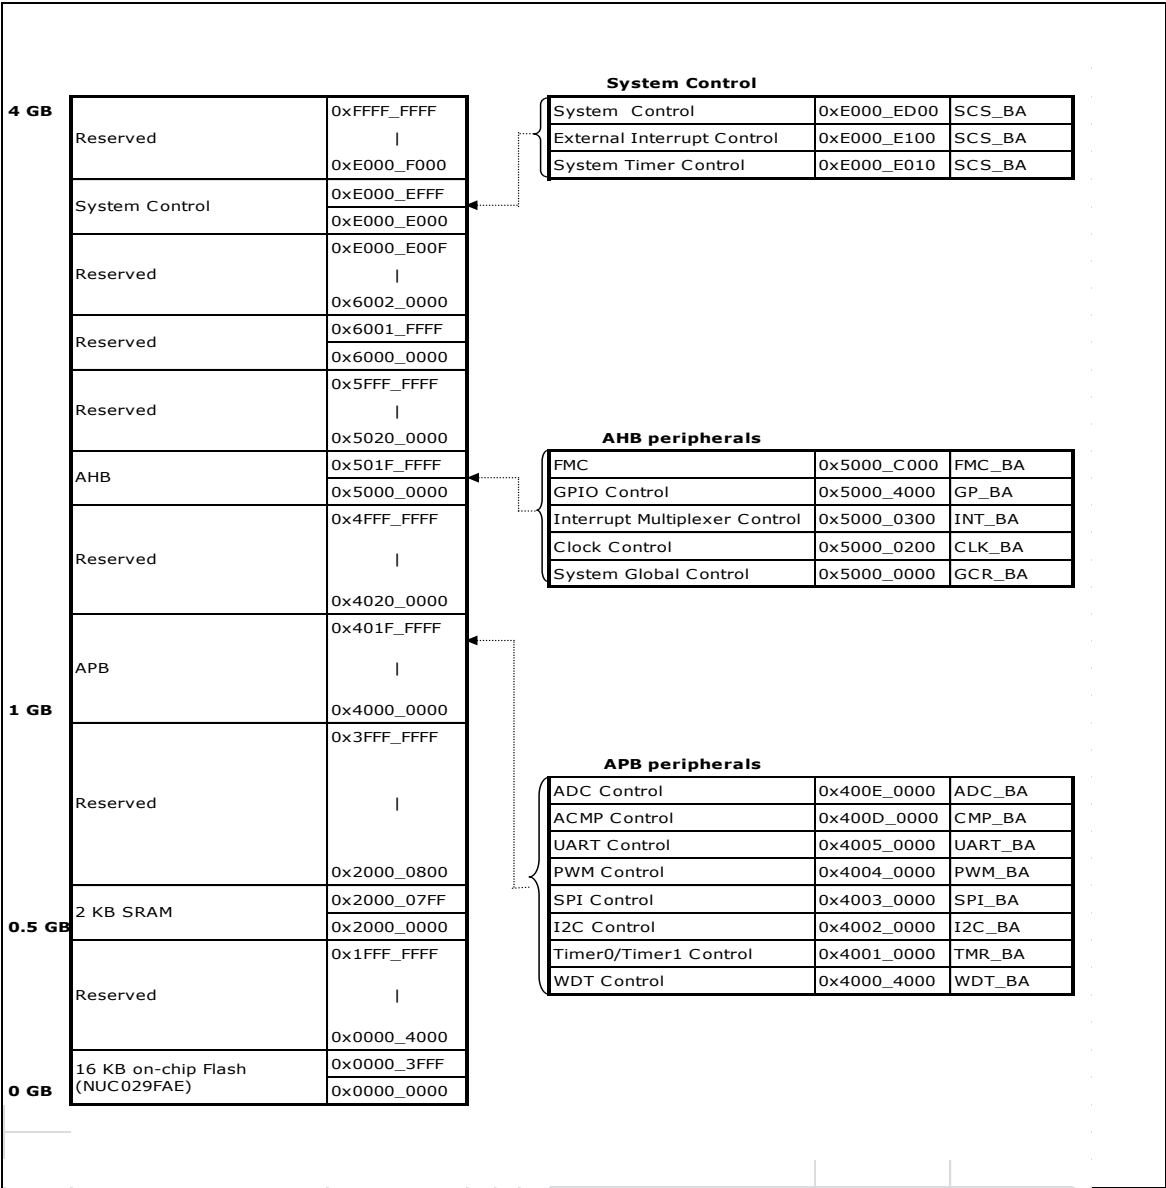 System Control
4 GB
Reserved
0xFFFF_FFFF
|
0xE000_F000
System Control 0xE000_ED00 SCS_BA
External Interrupt Control 0xE000_E100 SCS_BA
System Timer Control 0xE000_E010 SCS_BA
System Control
0xE000_EFFF
0xE000_E000
Reserved
0xE000_E00F
|
0x6002_0000
Reserved
0x6001_FFFF
0x6000_0000
Reserved
0x5FFF_FFFF
|
0x5020_0000
AHB peripherals
AHB
0x501F_FFFF
0x5000_0000
FMC 0x5000_C000 FMC_BA
GPIO Control 0x5000_4000 GP_BA
Interrupt Multiplexer Control 0x5000_0300 INT_BA
Clock Control 0x5000_0200 CLK_BA
System Global Control 0x5000_0000 GCR_BA
Reserved
0x4FFF_FFFF
|
0x4020_0000
APB
0x401F_FFFF
|
0x4000_0000
1 GB
Reserved
0x3FFF_FFFF
|
0x2000_0800
APB peripherals
ADC Control 0x400E_0000 ADC_BA
ACMP Control 0x400D_0000 CMP_BA
UART Control 0x4005_0000 UART_BA
PWM Control 0x4004_0000 PWM_BA
SPI Control 0x4003_0000 SPI_BA
I2C Control 0x4002_0000 I2C_BA
Timer0/Timer1 Control 0x4001_0000 TMR_BA
WDT Control 0x4000_4000 WDT_BA
2 KB SRAM
0x2000_07FF
0x2000_0000
0.5 GB
Reserved
0x1FFF_FFFF
|
0x0000_4000
16 KB on-chip Flash
(NUC029FAE)
0x0000_3FFF
0x0000_0000
0 GB